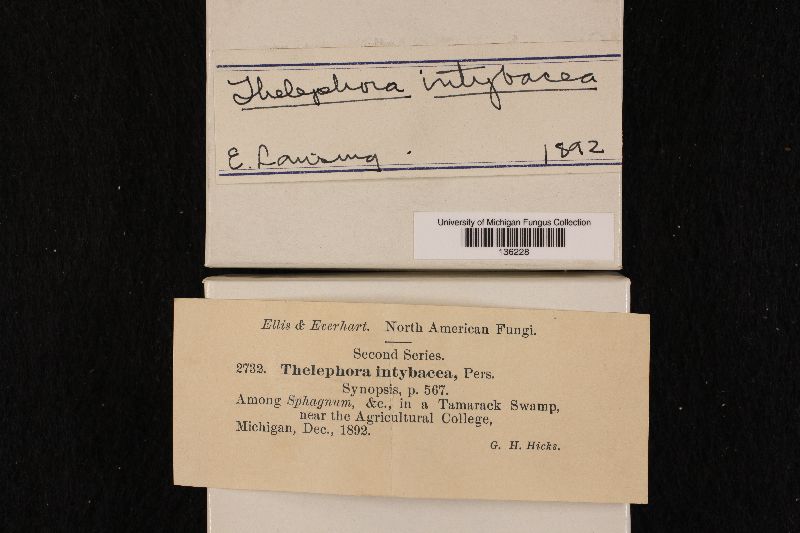 Thelephora intybacea
E. Lansing. 1892
University of Michigan Fungus Collection
136228
Ellis & Everhart. North American Fungi.
Second Series.
2732. Thelephora intybacea, Pers.
Synopsis, p. 567.
Among Sphagnum, &c., in a Tamarack Swamp,
near the Agricultural College,
Michigan, Dec., 1892.
G. H. Hicks.